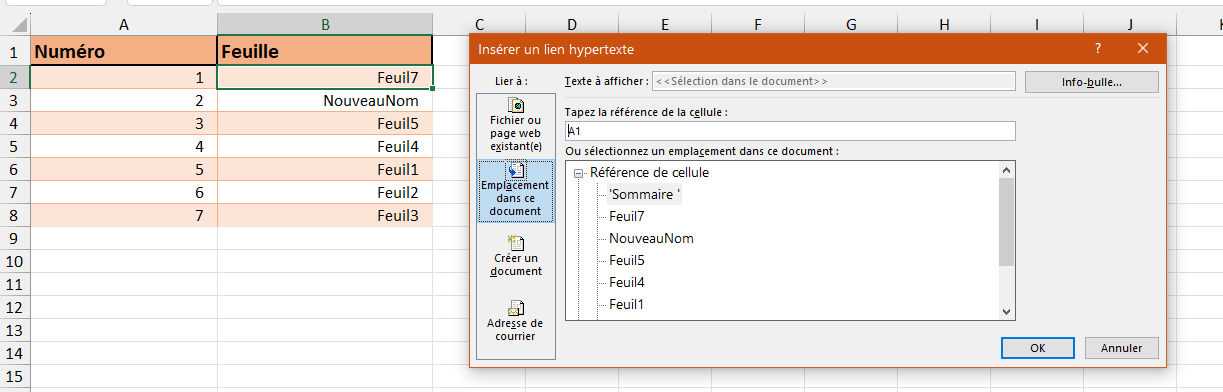 A B C D E F G H I J K
1 Numéro Feuille
2 1 Feuil7
3 2 NouveauNom
4 3 Feuil5
5 4 Feuil4
6 5 Feuil1
7 6 Feuil2
8 7 Feuil3
9
10
11
12
13
14
15
Insérer un lien hypertexte ? ×
Lier à : Texte à afficher : <<Sélection dans le document>> Info-bulle...
Fichier ou
page web
existant(e)
Emplacement
dans ce
document
Créer un
document
Adresse de
courrier
Tapez la référence de la cellule :
A1
Ou sélectionnez un emplacement dans ce document :
Référence de cellule
'Sommaire '
Feuil7
NouveauNom
Feuil5
Feuil4
Feuil1
OK Annuler